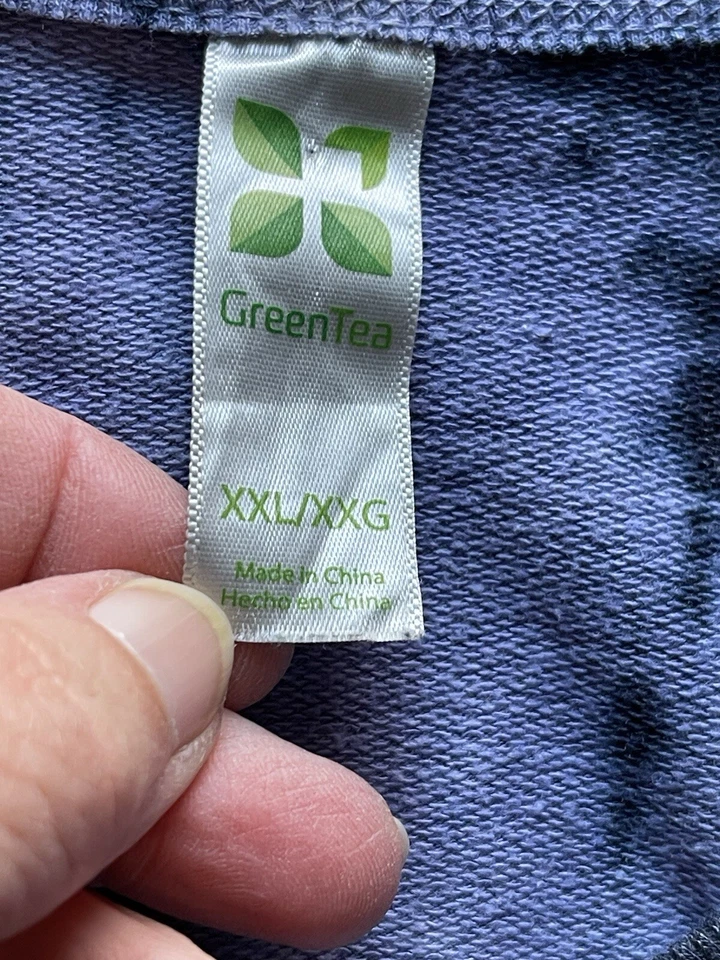 GreenTea
XXL/XXG
Made in China
Hecho en China